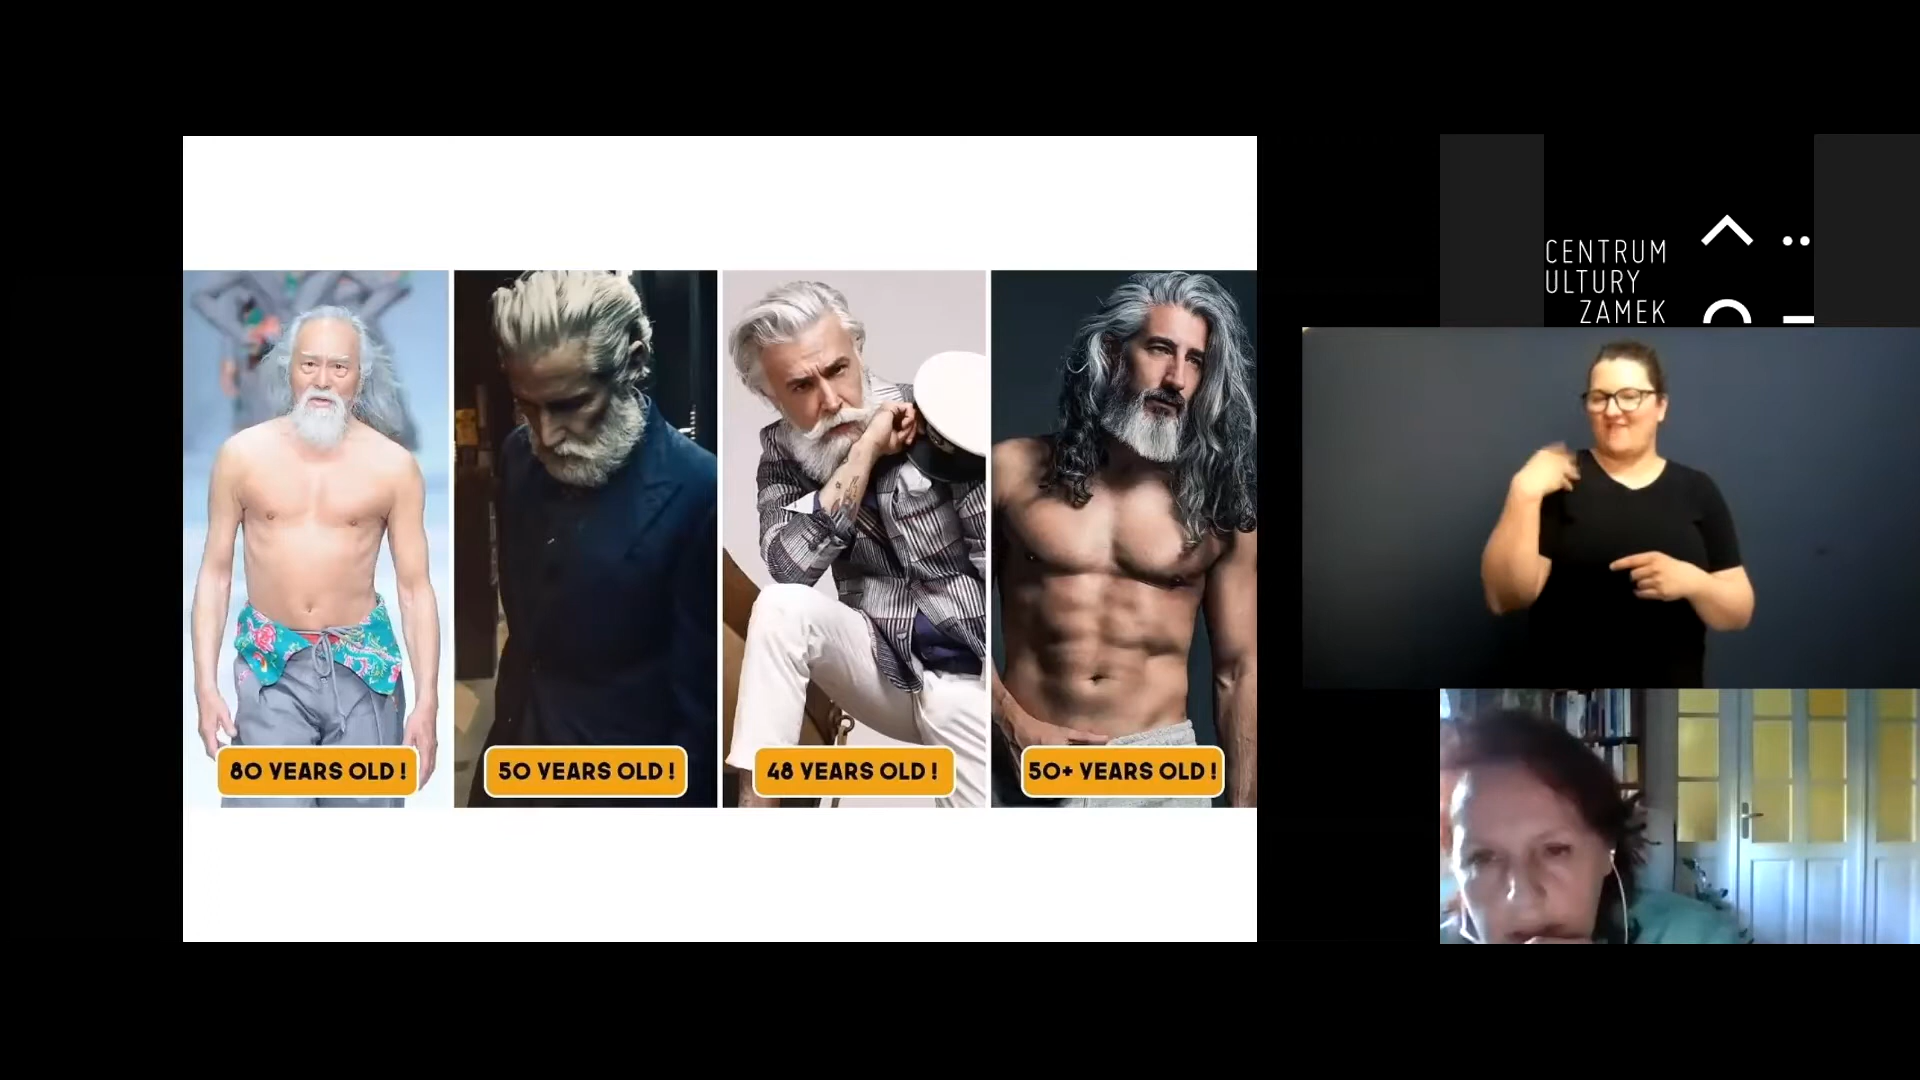 80 YEARS OLD !
50 YEARS OLD !
48 YEARS OLD !
50+ YEARS OLD !
CENTRUM
ULTURY
ZAMEK